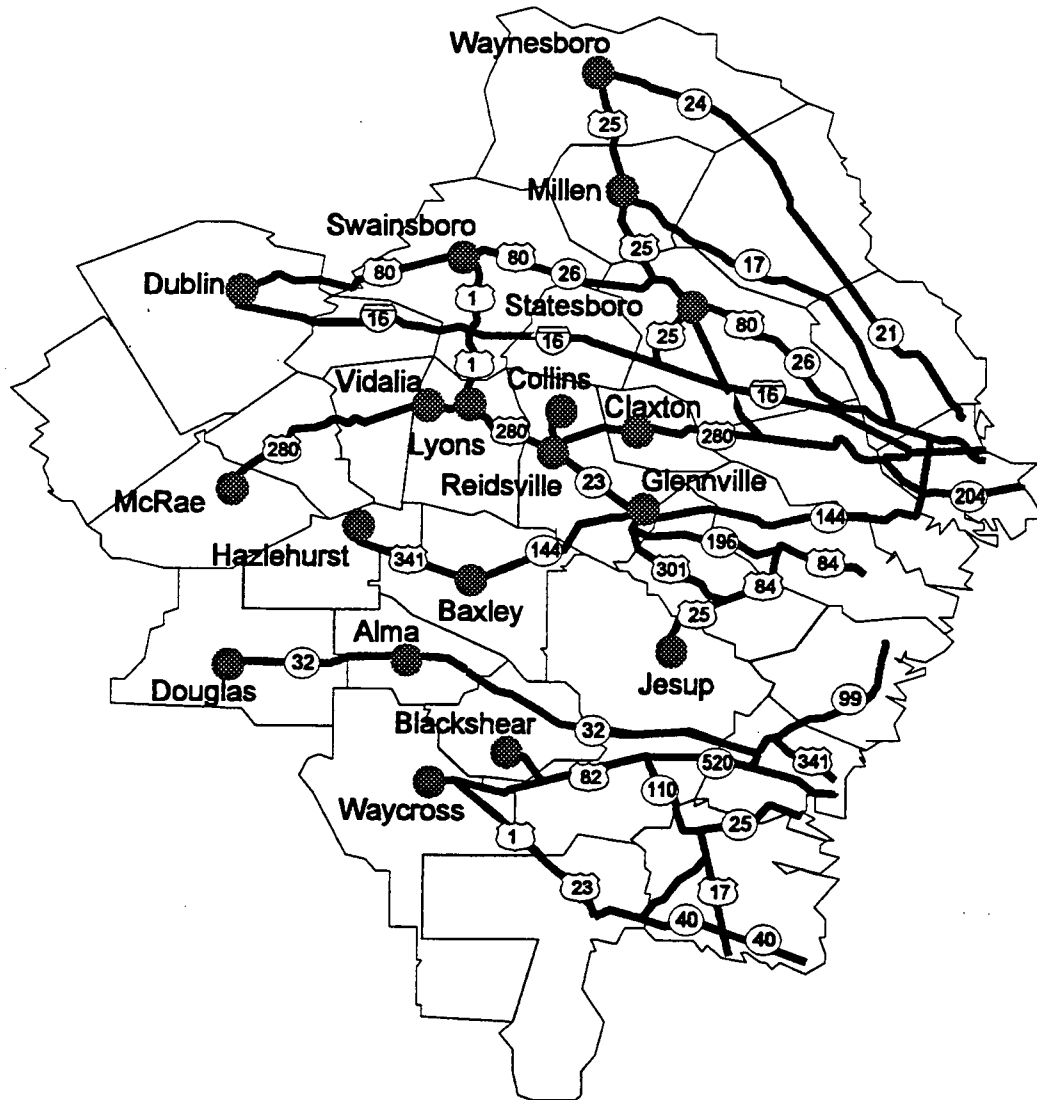 Waynesboro
24
25
Millen
Swainsboro
25
80
80
17
Dublin
26
1
Statesboro
16
16
25
80
21
26
Vidalia
1
Collins
16
Claxton
280
Lyons
280
280
McRae
Reidsville
23
Glennville
204
144
Hazlehurst
341
144
196
84
301
84
Baxley
25
Alma
32
Jesup
Douglas
99
Blackshear
32
520
341
82
110
Waycross
25
1
23
17
40
40